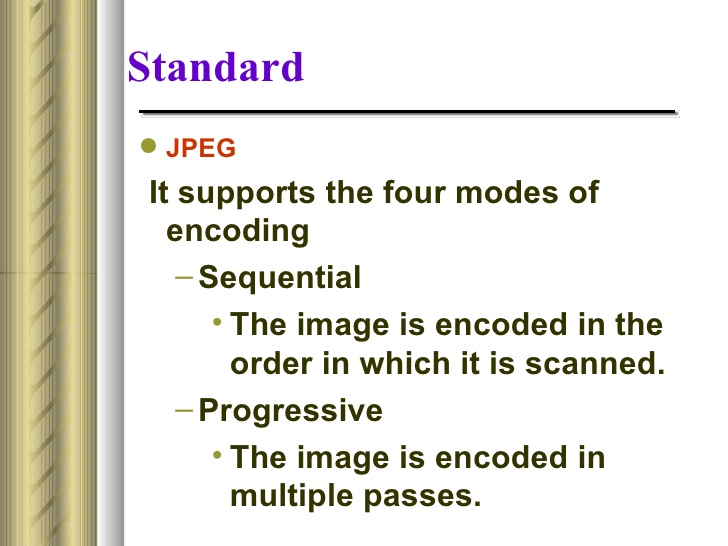 Standard
JPEG
It supports the four modes of
encoding
– Sequential
• The image is encoded in the
order in which it is scanned.
– Progressive
• The image is encoded in
multiple passes.